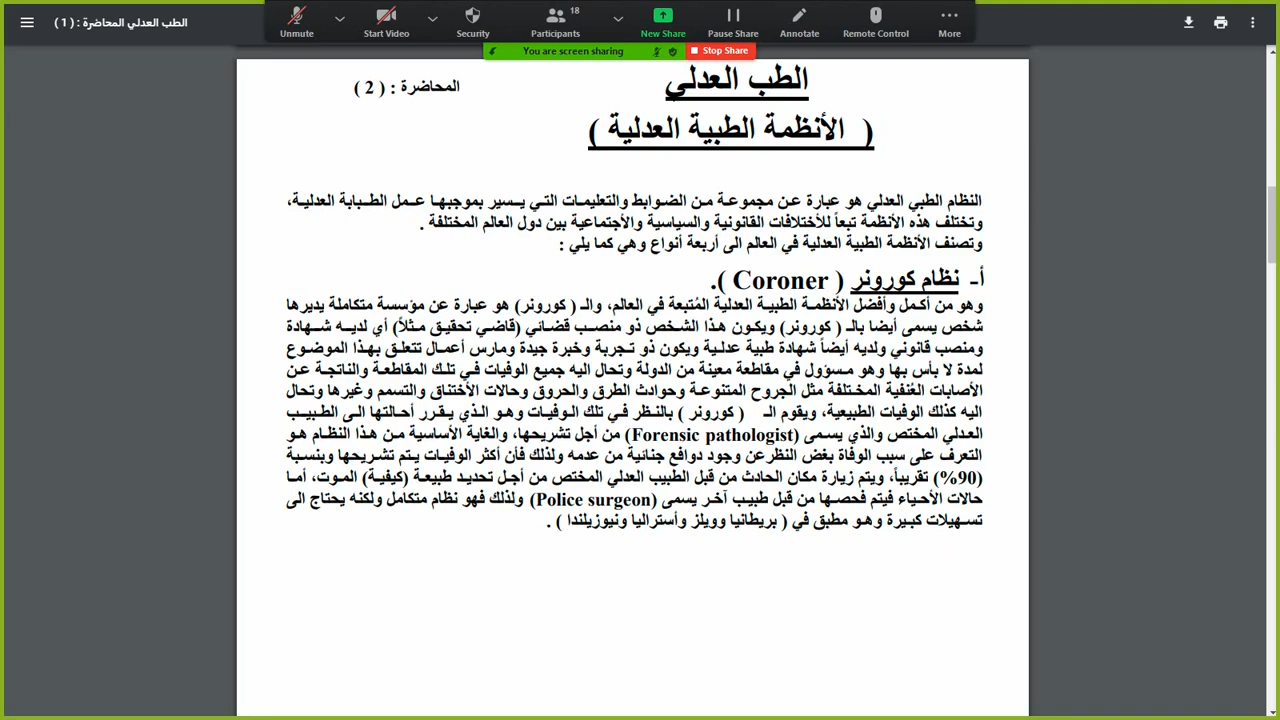 الطب العدلي المحاضرة : ( 1 )
Unmute
Start Video
Security
18
Participants
New Share
Pause Share
Annotate
Remote Control
More
You are screen sharing
Stop Share
الطب العدلي
المحاضرة : ( 2 )
( الأنظمة الطبية العدلية )
النظام الطبي العدلي هو عبارة عن مجموعة من الضوابط والتعليمات التي يسير بموجبها عمل الطبابة العدلية،
وتختلف هذه الأنظمة تبعاً للأختلافات القانونية والسياسية والأجتماعية بين دول العالم المختلفة .
وتصنف الأنظمة الطبية العدلية في العالم الى أربعة أنواع وهي كما يلي :
أ- نظام كورونر ( Coroner ).
وهو من أكمل وأفضل الأنظمة الطبية العدلية المُتبعة في العالم، والـ ( كورونر) هو عبارة عن مؤسسة متكاملة يديرها
شخص يسمى أيضا بالـ ( كورونر) ويكون هذا الشخص ذو منصب قضائي (قاضي تحقيق مثلاً) أي لديه شهادة
ومنصب قانوني ولديه أيضاً شهادة طبية عدلية ويكون ذو تجربة وخبرة جيدة ومارس أعمال تتعلق بهذا الموضوع
لمدة لا بأس بها وهو مسؤول في مقاطعة معينة من الدولة وتحال اليه جميع الوفيات في تلك المقاطعة والناتجة عن
الأصابات العُنفية المختلفة مثل الجروح المتنوعة وحوادث الطرق والحروق وحالات الأختناق والتسمم وغيرها وتحال
اليه كذلك الوفيات الطبيعية، ويقوم الـ ( كورونر ) بالنظر في تلك الوفيات وهو الذي يقرر أحالتها الى الطبيب
العدلي المختص والذي يسمى (Forensic pathologist) من أجل تشريحها، والغاية الأساسية من هذا النظام هو
التعرف على سبب الوفاة بغض النظرعن وجود دوافع جنائية من عدمه ولذلك فأن أكثر الوفيات يتم تشريحها وبنسبة
(90%) تقريباً، ويتم زيارة مكان الحادث من قبل الطبيب العدلي المختص من أجل تحديد طبيعة (كيفية) الموت، أما
حالات الأحياء فيتم فحصها من قبل طبيب آخر يسمى (Police surgeon) ولذلك فهو نظام متكامل ولكنه يحتاج الى
تسهيلات كبيرة وهو مطبق في ( بريطانيا وويلز وأستراليا ونيوزيلندا ) .